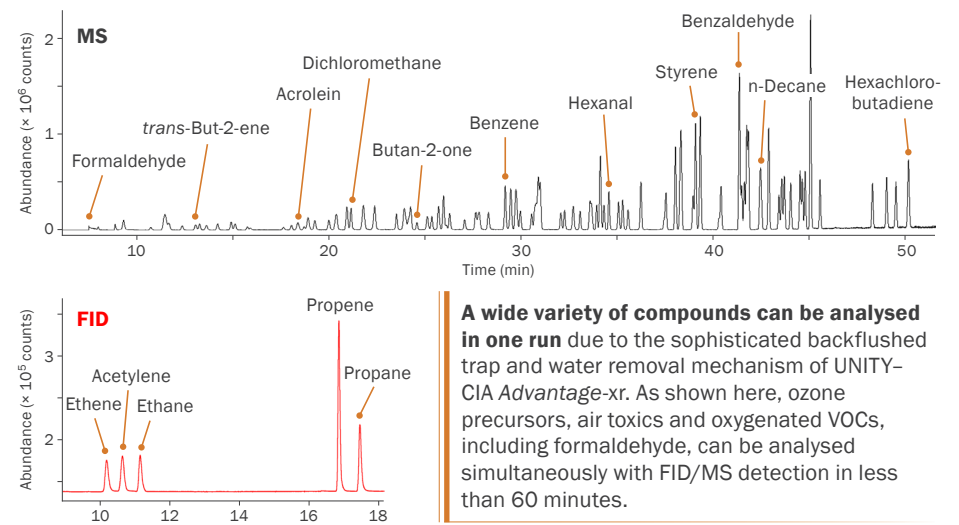 MS
Abundance (× 10⁶ counts)
2
1
0
Formaldehyde
trans-But-2-ene
Acrolein
Dichloromethane
Butan-2-one
Benzene
Hexanal
Styrene
Benzaldehyde
n-Decane
Hexachloro-
butadiene
10
20
30
40
50
Time (min)
FID
Abundance (× 10⁵ counts)
3
2
Ethene
Acetylene
Ethane
Propene
Propane
10
12
14
16
18
A wide variety of compounds can be analysed
in one run due to the sophisticated backflushed
trap and water removal mechanism of UNITY–
CIA Advantage-xr. As shown here, ozone
precursors, air toxics and oxygenated VOCs,
including formaldehyde, can be analysed
simultaneously with FID/MS detection in less
than 60 minutes.